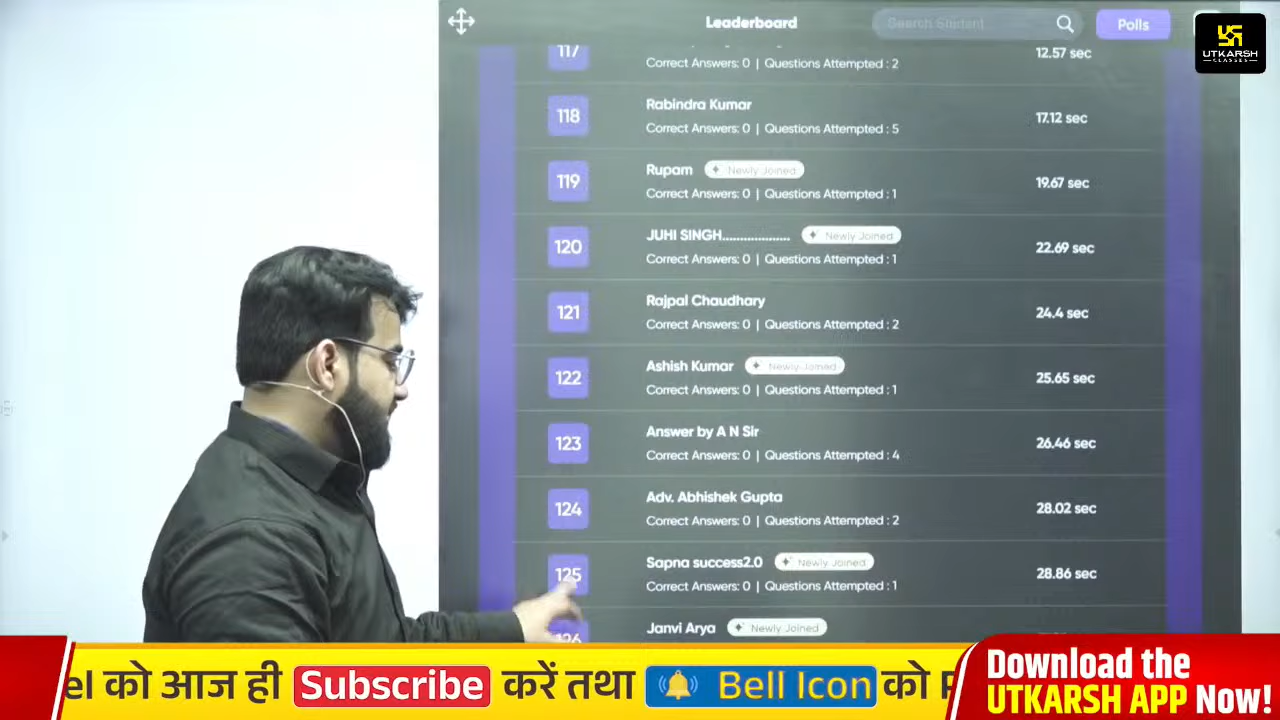 Leaderboard
Search Student
Polls
UTKARSH
CLASSES
117
Correct Answers: 0 | Questions Attempted : 2
12.57 sec
118
Rabindra Kumar
Correct Answers: 0 | Questions Attempted : 5
17.12 sec
119
Rupam
Newly Joined
Correct Answers: 0 | Questions Attempted : 1
19.67 sec
120
JUHI SINGH...................
Newly Joined
Correct Answers: 0 | Questions Attempted : 1
22.69 sec
121
Rajpal Chaudhary
Correct Answers: 0 | Questions Attempted : 2
24.4 sec
122
Ashish Kumar
Newly Joined
Correct Answers: 0 | Questions Attempted : 1
25.65 sec
123
Answer by A N Sir
Correct Answers: 0 | Questions Attempted : 4
26.46 sec
124
Adv. Abhishek Gupta
Correct Answers: 0 | Questions Attempted : 2
28.02 sec
125
Sapna success2.0
Newly Joined
Correct Answers: 0 | Questions Attempted : 1
28.86 sec
126
Janvi Arya
Newly Joined
को आज ही Subscribe करें तथा Bell Icon को
Download the
UTKARSH APP Now!